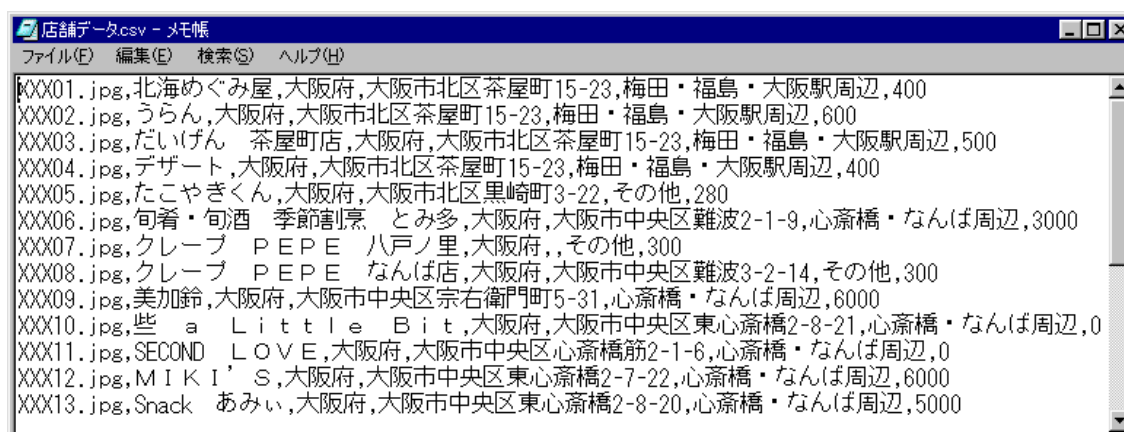 店舗データ.csv - メモ帳
ファイル(F) 編集(E) 検索(S) ヘルプ(H)
XXX01.jpg,北海めぐみ屋,大阪府,大阪市北区茶屋町15-23,梅田・福島・大阪駅周辺,400
XXX02.jpg,うらん,大阪府,大阪市北区茶屋町15-23,梅田・福島・大阪駅周辺,600
XXX03.jpg,だいげん　茶屋町店,大阪府,大阪市北区茶屋町15-23,梅田・福島・大阪駅周辺,500
XXX04.jpg,デザート,大阪府,大阪市北区茶屋町15-23,梅田・福島・大阪駅周辺,400
XXX05.jpg,たこやきくん,大阪府,大阪市北区黒崎町3-22,その他,280
XXX06.jpg,旬肴・旬酒　季節割烹　とみ多,大阪府,大阪市中央区難波2-1-9,心斎橋・なんば周辺,3000
XXX07.jpg,クレープ　ＰＥＰＥ　八戸ノ里,大阪府,,その他,300
XXX08.jpg,クレープ　ＰＥＰＥ　なんば店,大阪府,大阪市中央区難波3-2-14,その他,300
XXX09.jpg,美加鈴,大阪府,大阪市中央区宗右衛門町5-31,心斎橋・なんば周辺,6000
XXX10.jpg,些　ａ　Ｌｉｔｔｌｅ　Ｂｉｔ,大阪府,大阪市中央区東心斎橋2-8-21,心斎橋・なんば周辺,0
XXX11.jpg,SECOND　ＬＯＶＥ,大阪府,大阪市中央区心斎橋筋2-1-6,心斎橋・なんば周辺,0
XXX12.jpg,ＭＩＫＩ’Ｓ,大阪府,大阪市中央区東心斎橋2-7-22,心斎橋・なんば周辺,6000
XXX13.jpg,Snack　あみぃ,大阪府,大阪市中央区東心斎橋2-8-20,心斎橋・なんば周辺,5000